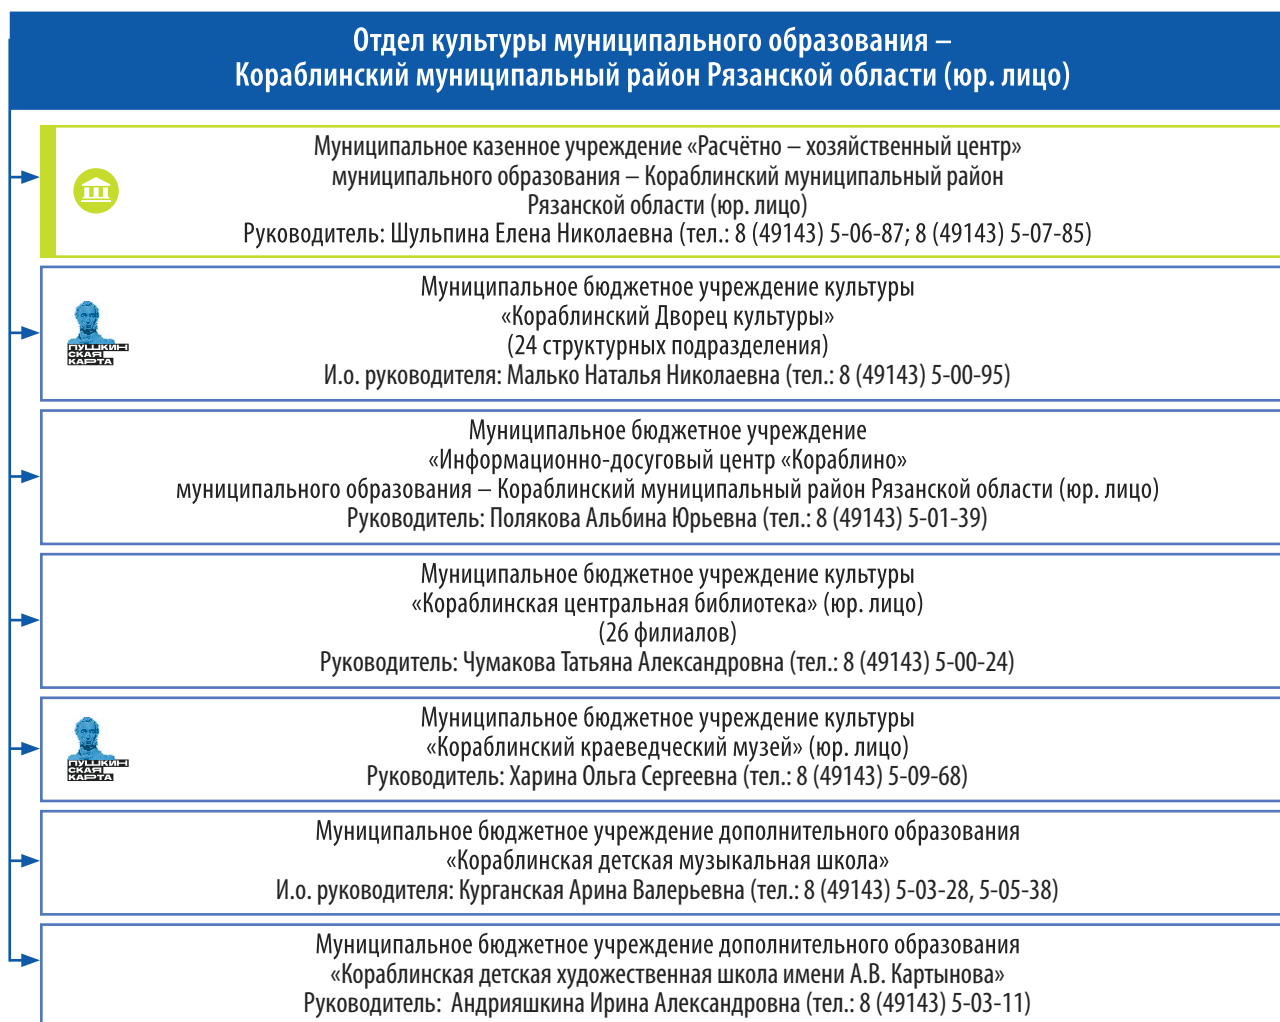 Отдел культуры муниципального образования –
Кораблинский муниципальный район Рязанской области (юр. лицо)
Муниципальное казенное учреждение «Расчётно – хозяйственный центр»
муниципального образования – Кораблинский муниципальный район
Рязанской области (юр. лицо)
Руководитель: Шульпина Елена Николаевна (тел.: 8 (49143) 5-06-87; 8 (49143) 5-07-85)
Муниципальное бюджетное учреждение культуры
«Кораблинский Дворец культуры»
(24 структурных подразделения)
И.о. руководителя: Малько Наталья Николаевна (тел.: 8 (49143) 5-00-95)
ПУШКИН
СКАЯ
КАРТА
Муниципальное бюджетное учреждение
«Информационно-досуговый центр «Кораблино»
муниципального образования – Кораблинский муниципальный район Рязанской области (юр. лицо)
Руководитель: Полякова Альбина Юрьевна (тел.: 8 (49143) 5-01-39)
Муниципальное бюджетное учреждение культуры
«Кораблинская центральная библиотека» (юр. лицо)
(26 филиалов)
Руководитель: Чумакова Татьяна Александровна (тел.: 8 (49143) 5-00-24)
Муниципальное бюджетное учреждение культуры
«Кораблинский краеведческий музей» (юр. лицо)
Руководитель: Харина Ольга Сергеевна (тел.: 8 (49143) 5-09-68)
ПУШКИН
СКАЯ
КАРТА
Муниципальное бюджетное учреждение дополнительного образования
«Кораблинская детская музыкальная школа»
И.о. руководителя: Курганская Арина Валерьевна (тел.: 8 (49143) 5-03-28, 5-05-38)
Муниципальное бюджетное учреждение дополнительного образования
«Кораблинская детская художественная школа имени А.В. Картынова»
Руководитель: Андрияшкина Ирина Александровна (тел.: 8 (49143) 5-03-11)